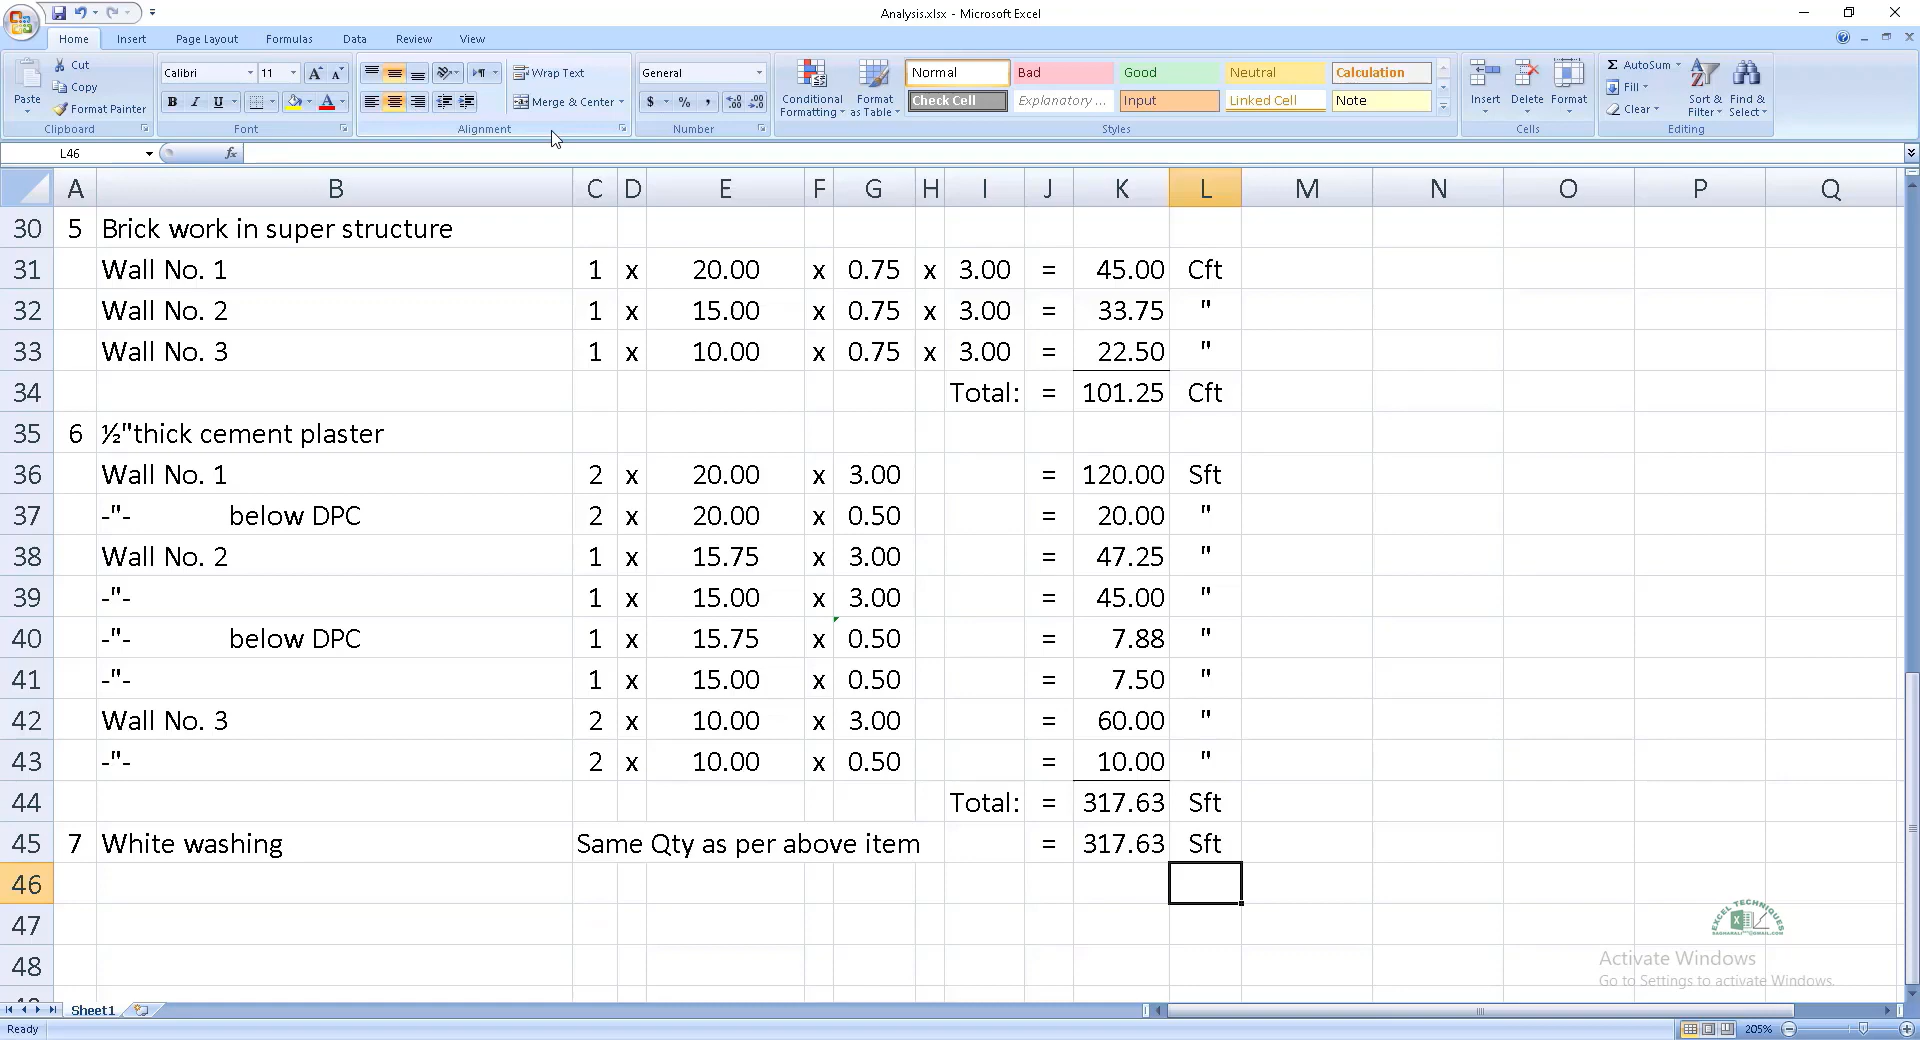 Analysis.xlsx - Microsoft Excel
Home Insert Page Layout Formulas Data Review View
Paste Cut Copy Format Painter Clipboard
Calibri 11 A A B I U A Font
Wrap Text Merge & Center Alignment
General $ % , .00 Number
Conditional Formatting Format as Table
Normal Bad Good Neutral Calculation
Check Cell Explanatory ... Input Linked Cell Note
Styles
Insert Delete Format Cells
Σ AutoSum Fill Clear Sort & Filter Find & Select Editing
L46 fx
A B C D E F G H I J K L M N O P Q
30 5 Brick work in super structure
31 Wall No. 1 1 x 20.00 x 0.75 x 3.00 = 45.00 Cft
32 Wall No. 2 1 x 15.00 x 0.75 x 3.00 = 33.75 "
33 Wall No. 3 1 x 10.00 x 0.75 x 3.00 = 22.50 "
34 Total: = 101.25 Cft
35 6 ½"thick cement plaster
36 Wall No. 1 2 x 20.00 x 3.00 = 120.00 Sft
37 -"- below DPC 2 x 20.00 x 0.50 = 20.00 "
38 Wall No. 2 1 x 15.75 x 3.00 = 47.25 "
39 -"- 1 x 15.00 x 3.00 = 45.00 "
40 -"- below DPC 1 x 15.75 x 0.50 = 7.88 "
41 -"- 1 x 15.00 x 0.50 = 7.50 "
42 Wall No. 3 2 x 10.00 x 3.00 = 60.00 "
43 -"- 2 x 10.00 x 0.50 = 10.00 "
44 Total: = 317.63 Sft
45 7 White washing Same Qty as per above item = 317.63 Sft
46
47
48
EXCEL TECHNIQUES
Activate Windows
Go to Settings to activate Windows.
Sheet1
Ready 205%